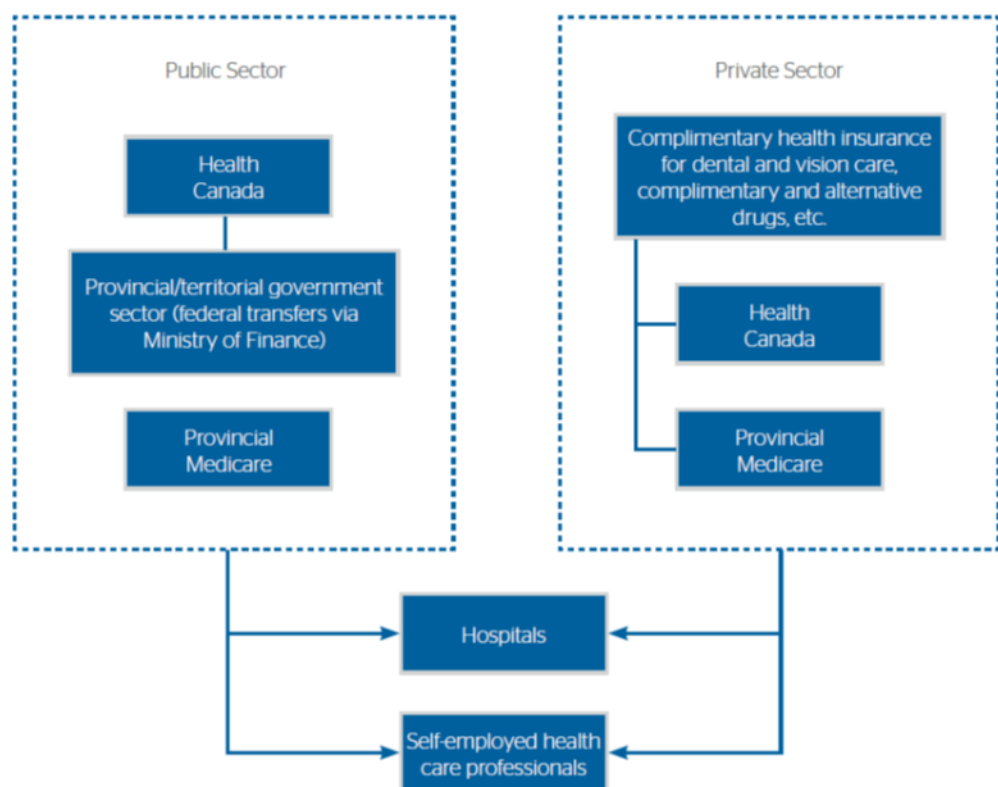 Public Sector
Health
Canada
Provincial/territorial government
sector (federal transfers via
Ministry of Finance)
Provincial
Medicare
Private Sector
Complimentary health insurance
for dental and vision care,
complimentary and alternative
drugs, etc.
Health
Canada
Provincial
Medicare
Hospitals
Self-employed health
care professionals